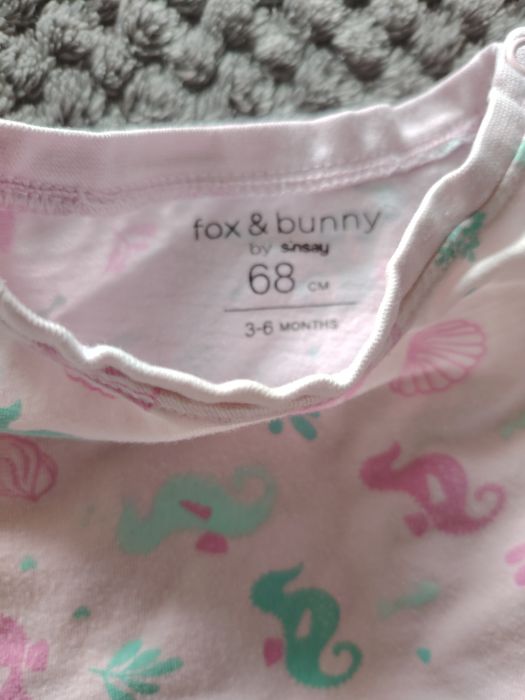 fox & bunny
by sinsay
68 CM
3-6 MONTHS